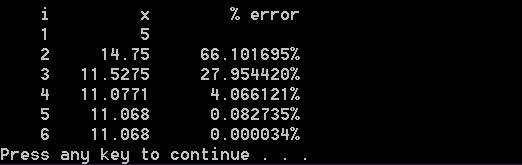 i x % error
1 5
2 14.75 66.101695%
3 11.5275 27.954420%
4 11.0771 4.066121%
5 11.068 0.082735%
6 11.068 0.000034%
Press any key to continue . . .